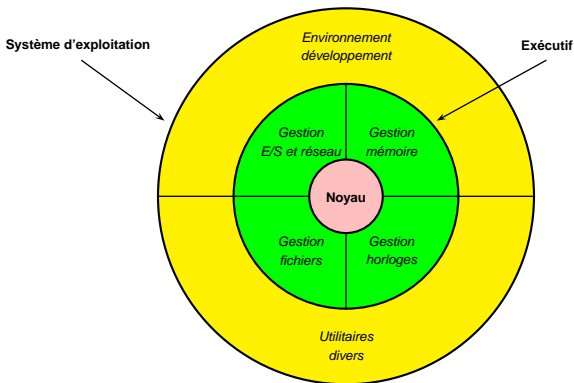 Environnement
développement
Système d'exploitation
Exécutif
Gestion
E/S et réseau
Gestion
mémoire
Noyau
Gestion
fichiers
Gestion
horloges
Utilitaires
divers